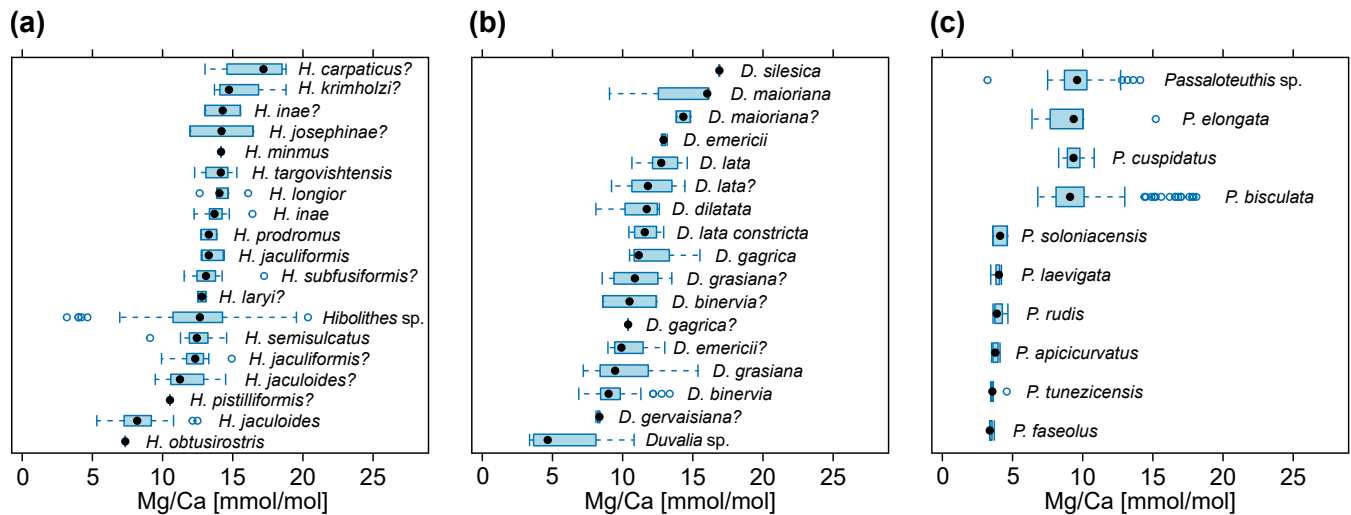 (a)
H. carpaticus?
H. krimholzi?
H. inae?
H. josephinae?
H. minmus
H. targovishtensis
H. longior
H. inae
H. prodromus
H. jaculiformis
H. subfusiformis?
H. laryi?
Hibolithes sp.
H. semisulcatus
H. jaculiformis?
H. jaculoides?
H. pistilliformis?
H. jaculoides
H. obtusirostris
0 5 10 15 20 25
Mg/Ca [mmol/mol]
(b)
D. silesica
D. maioriana
D. maioriana?
D. emericii
D. lata
D. lata?
D. dilatata
D. lata constricta
D. gagrica
D. grasiana?
D. binervia?
D. gagrica?
D. emericii?
D. grasiana
D. binervia
D. gervaisiana?
Duvalia sp.
0 5 10 15 20 25
Mg/Ca [mmol/mol]
(c)
Passaloteuthis sp.
P. elongata
P. cuspidatus
P. bisculata
P. soloniacensis
P. laevigata
P. rudis
P. apicicurvatus
P. tunezicensis
P. faseolus
0 5 10 15 20 25
Mg/Ca [mmol/mol]